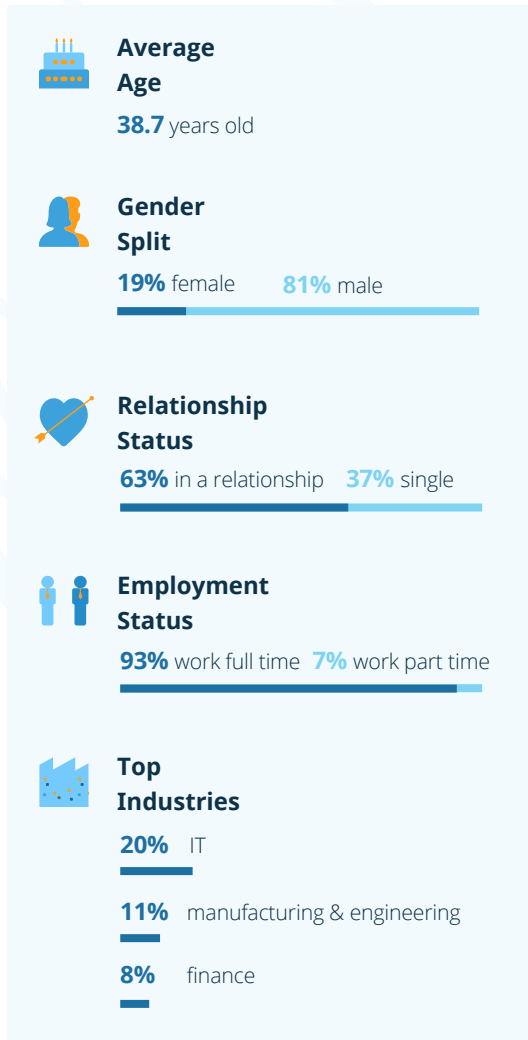 Average
Age
38.7 years old
Gender
Split
19% female 81% male
Relationship
Status
63% in a relationship 37% single
Employment
Status
93% work full time 7% work part time
Top
Industries
20% IT
11% manufacturing & engineering
8% finance